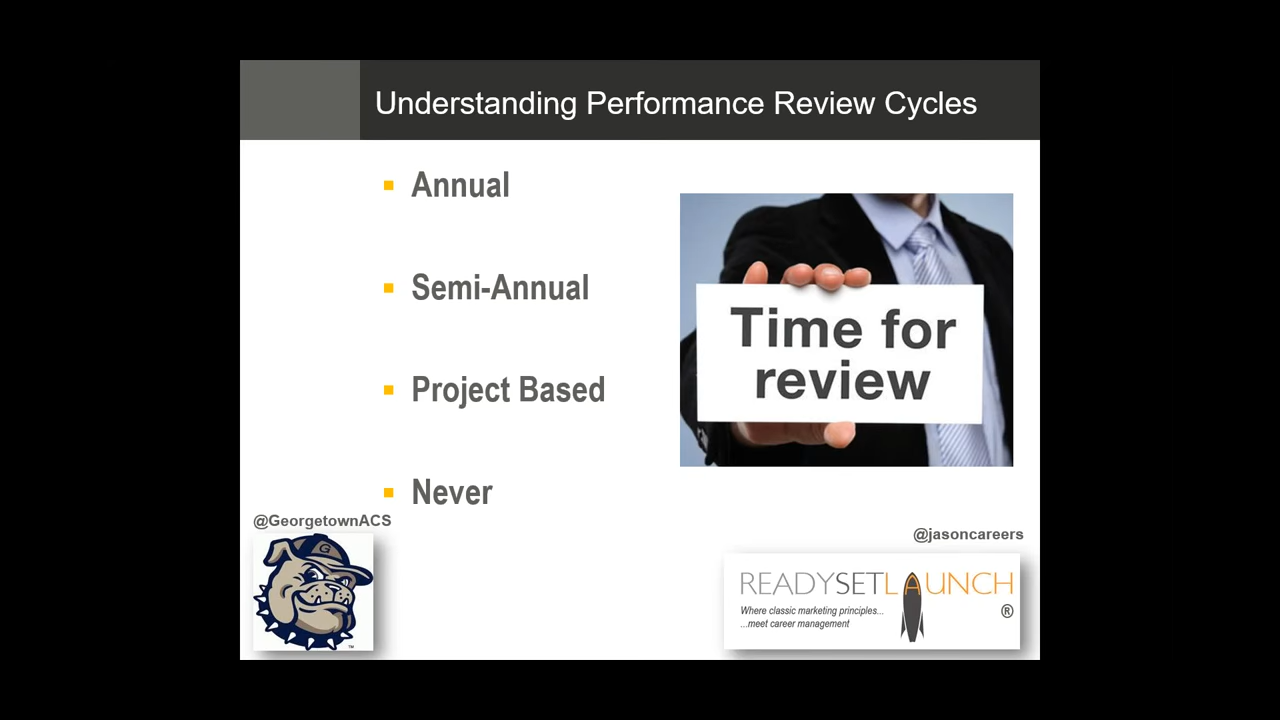 Understanding Performance Review Cycles
Annual
Semi-Annual
Project Based
Never
Time for
review
@GeorgetownACS
G
™
@jasoncareers
READYSETLAUNCH
®
Where classic marketing principles...
...meet career management